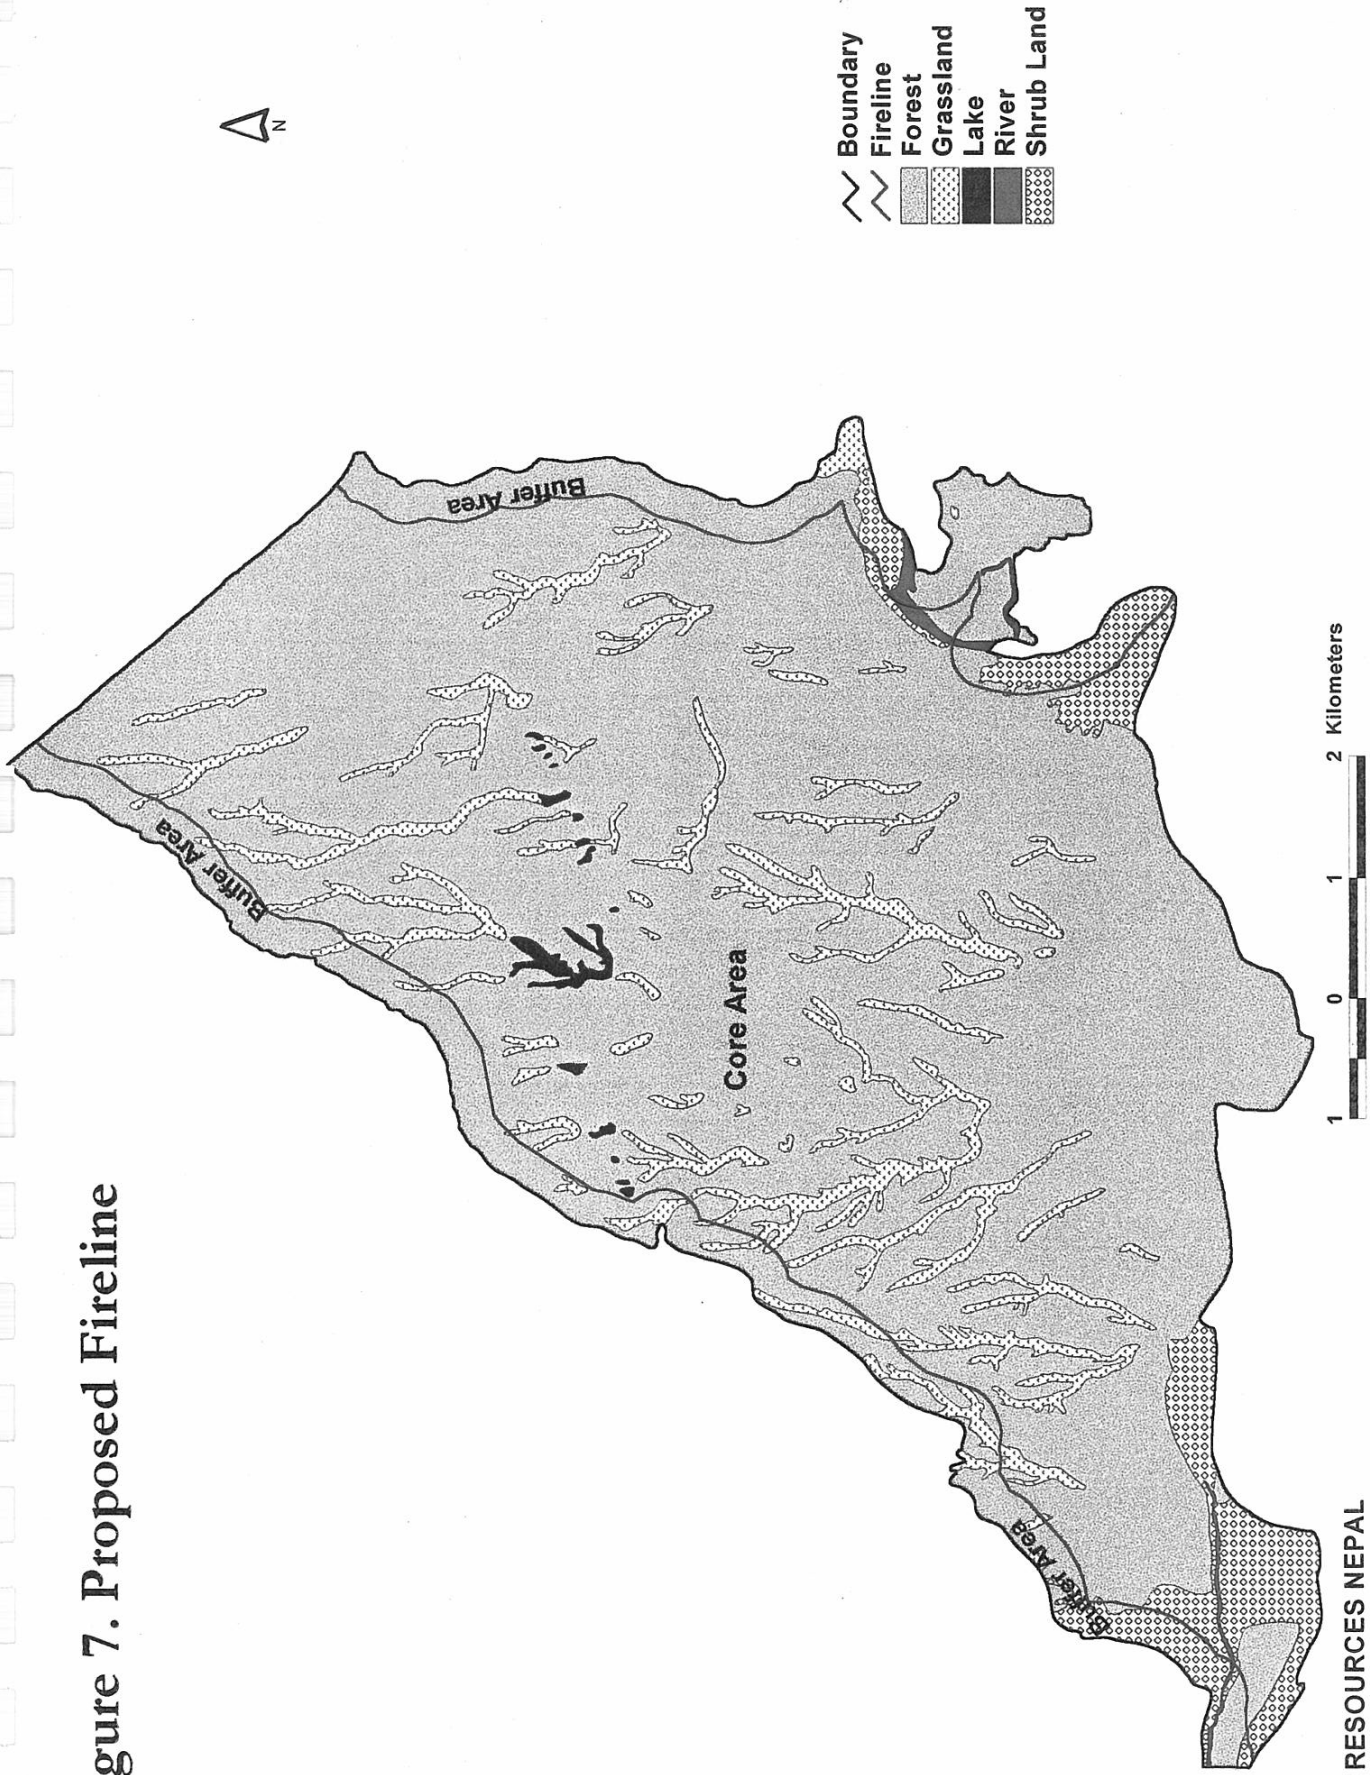 gure 7. Proposed Fireline
N
Buffer Area
Buffer Area
Core Area
Buffer Area
Boundary
Fireline
Forest
Grassland
Lake
River
Shrub Land
1 0 1 2 Kilometers
RESOURCES NEPAL